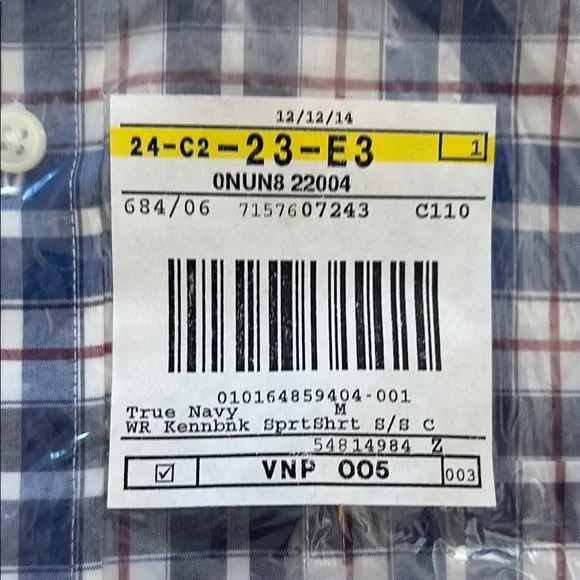 12/12/14
24-C2-23-E3 1
0NUN8 22004
684/06 7157607243 C110
010164859404-001
True Navy M
WR Kennbnk SprtShrt S/S C
54814984 Z
☑ VNP 005 003